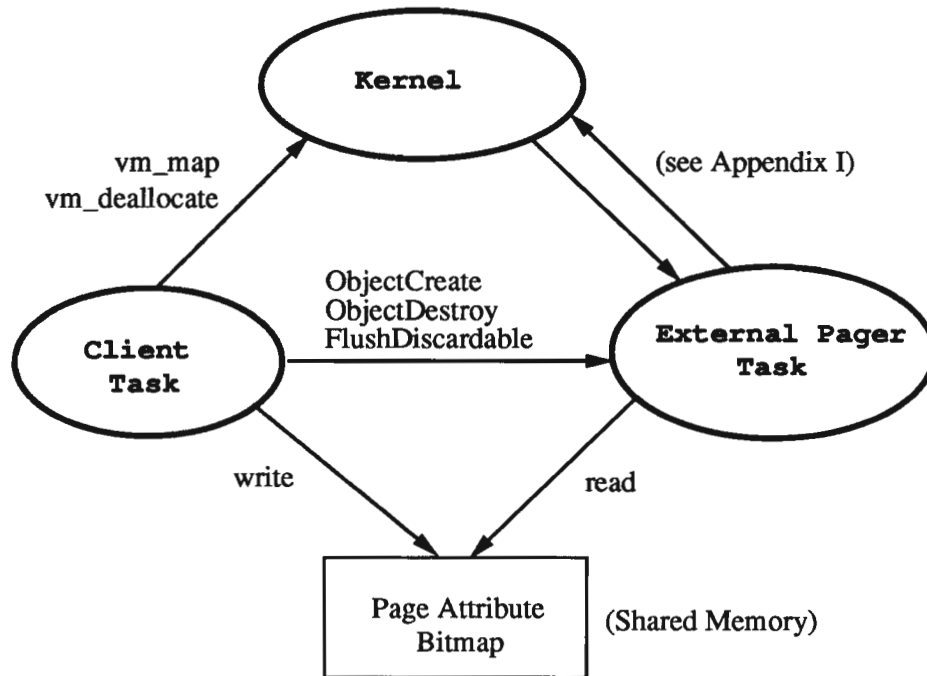 Kernel
vm_map
vm_deallocate
(see Appendix I)
ObjectCreate
ObjectDestroy
FlushDiscardable
Client
Task
External Pager
Task
write
read
Page Attribute
Bitmap
(Shared Memory)